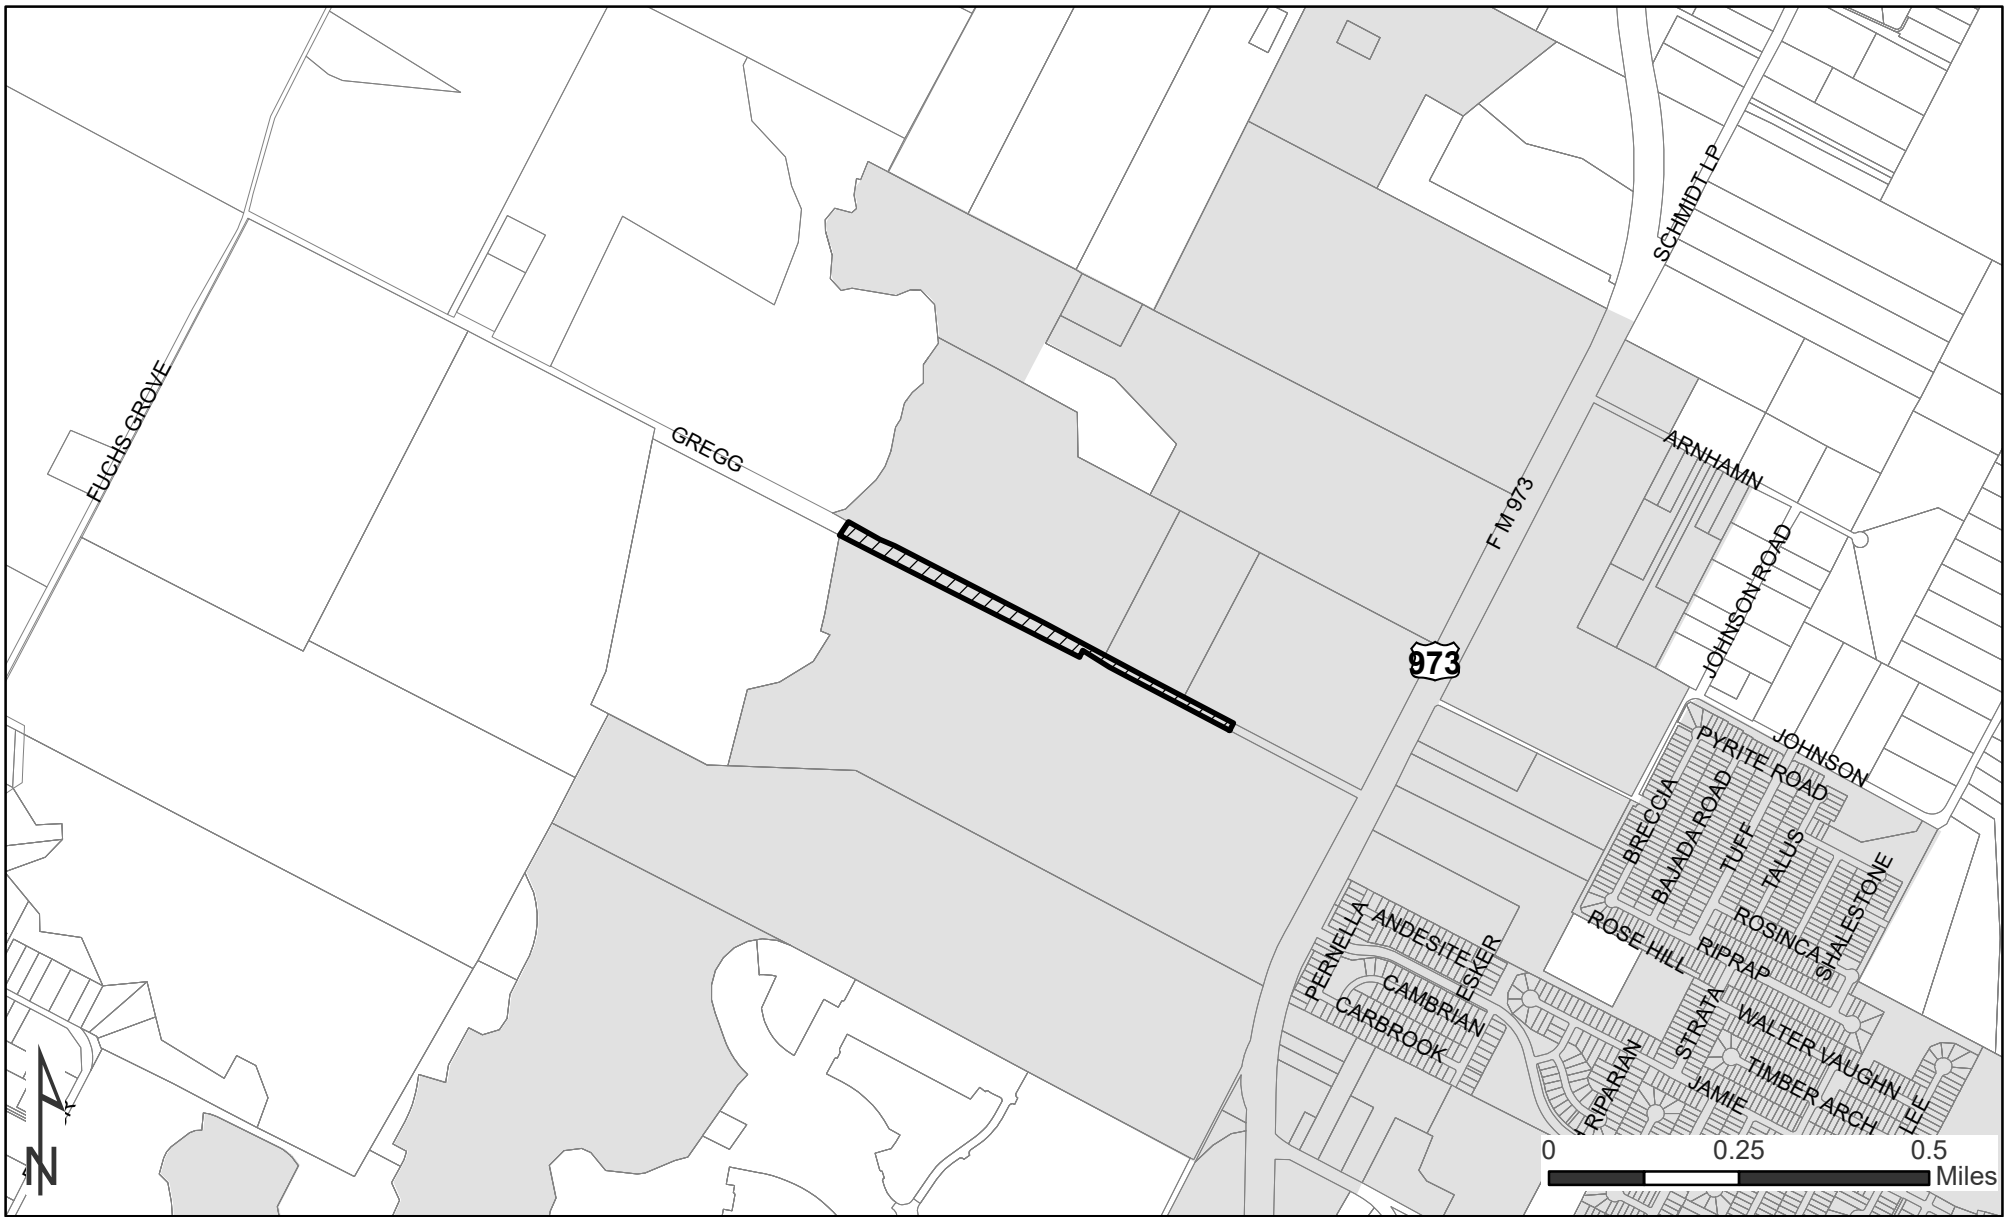 SCHMIDT LP
FUCHS GROVE
GREGG
ARNHAMN
F M 973
JOHNSON ROAD
973
JOHNSON
PYRITE ROAD
BRECCIA
BAJADA ROAD
TUFF
TALUS
SHALESTONE
PERNELLA
ANDESITE
ESKER
ROSE HILL
RIPRAP
ROSINCA
CAMBRIAN
CARBROOK
STRATA
WALTER VAUGHN
TIMBER ARCH
RIPARIAN
JAMIE
LEE
N
0 0.25 0.5
Miles